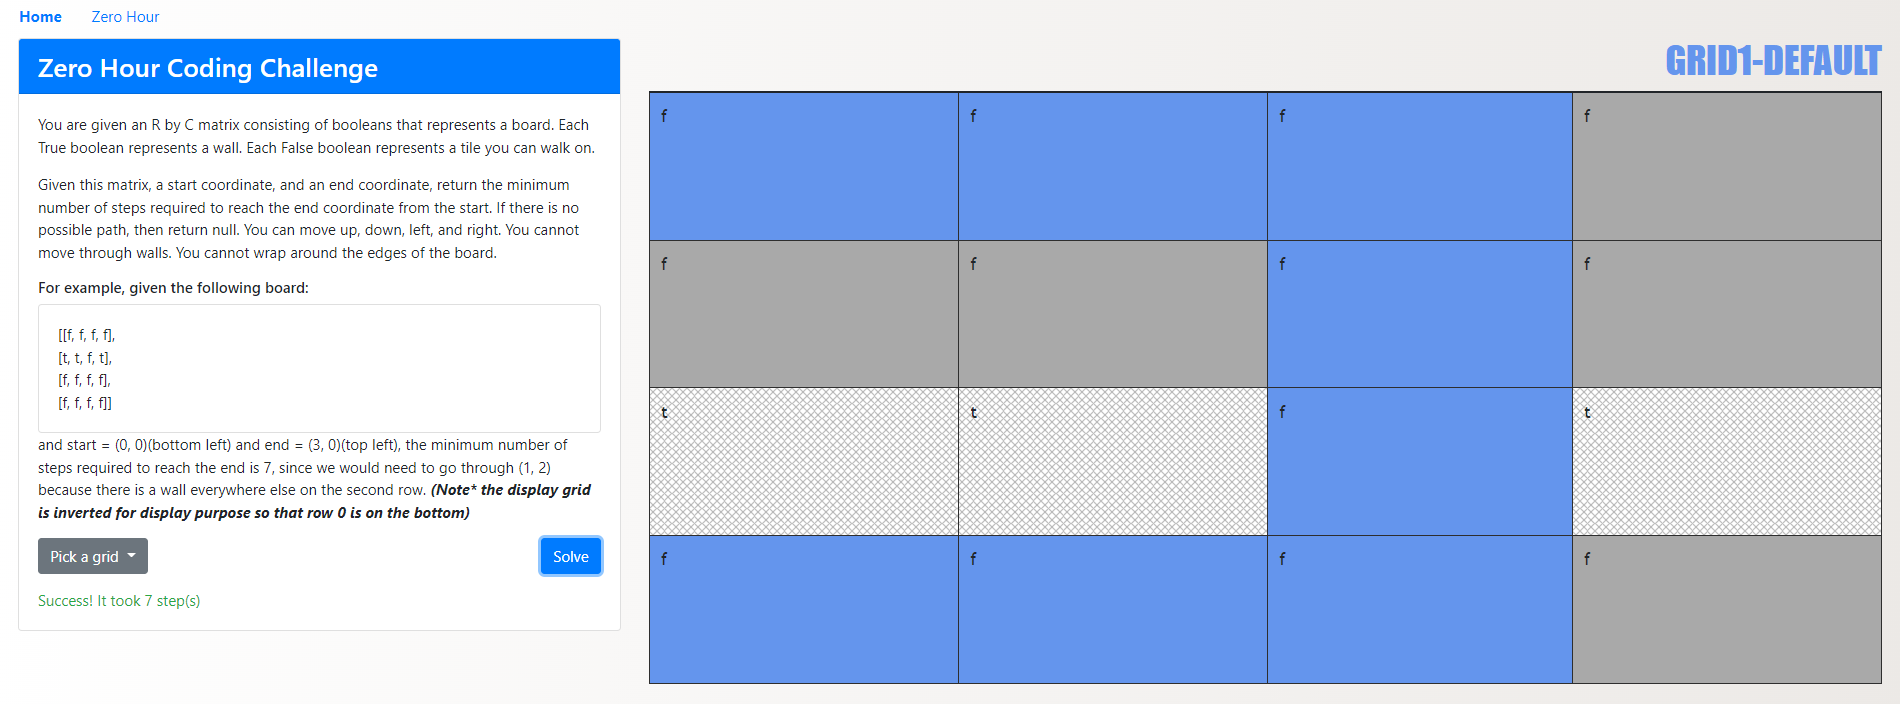 Home Zero Hour
Zero Hour Coding Challenge
You are given an R by C matrix consisting of booleans that represents a board. Each
True boolean represents a wall. Each False boolean represents a tile you can walk on.
Given this matrix, a start coordinate, and an end coordinate, return the minimum
number of steps required to reach the end coordinate from the start. If there is no
possible path, then return null. You can move up, down, left, and right. You cannot
move through walls. You cannot wrap around the edges of the board.
For example, given the following board:
[[f, f, f, f],
[t, t, f, t],
[f, f, f, f],
[f, f, f, f]]
and start = (0, 0)(bottom left) and end = (3, 0)(top left), the minimum number of
steps required to reach the end is 7, since we would need to go through (1, 2)
because there is a wall everywhere else on the second row. (Note* the display grid
is inverted for display purpose so that row 0 is on the bottom)
Pick a grid Solve
Success! It took 7 step(s)
GRID1-DEFAULT
f f f f
f f f f
t t f t
f f f f